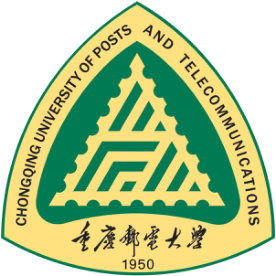 CHONGQING UNIVERSITY OF POSTS AND TELECOMMUNICATIONS
重庆邮电大学
1950